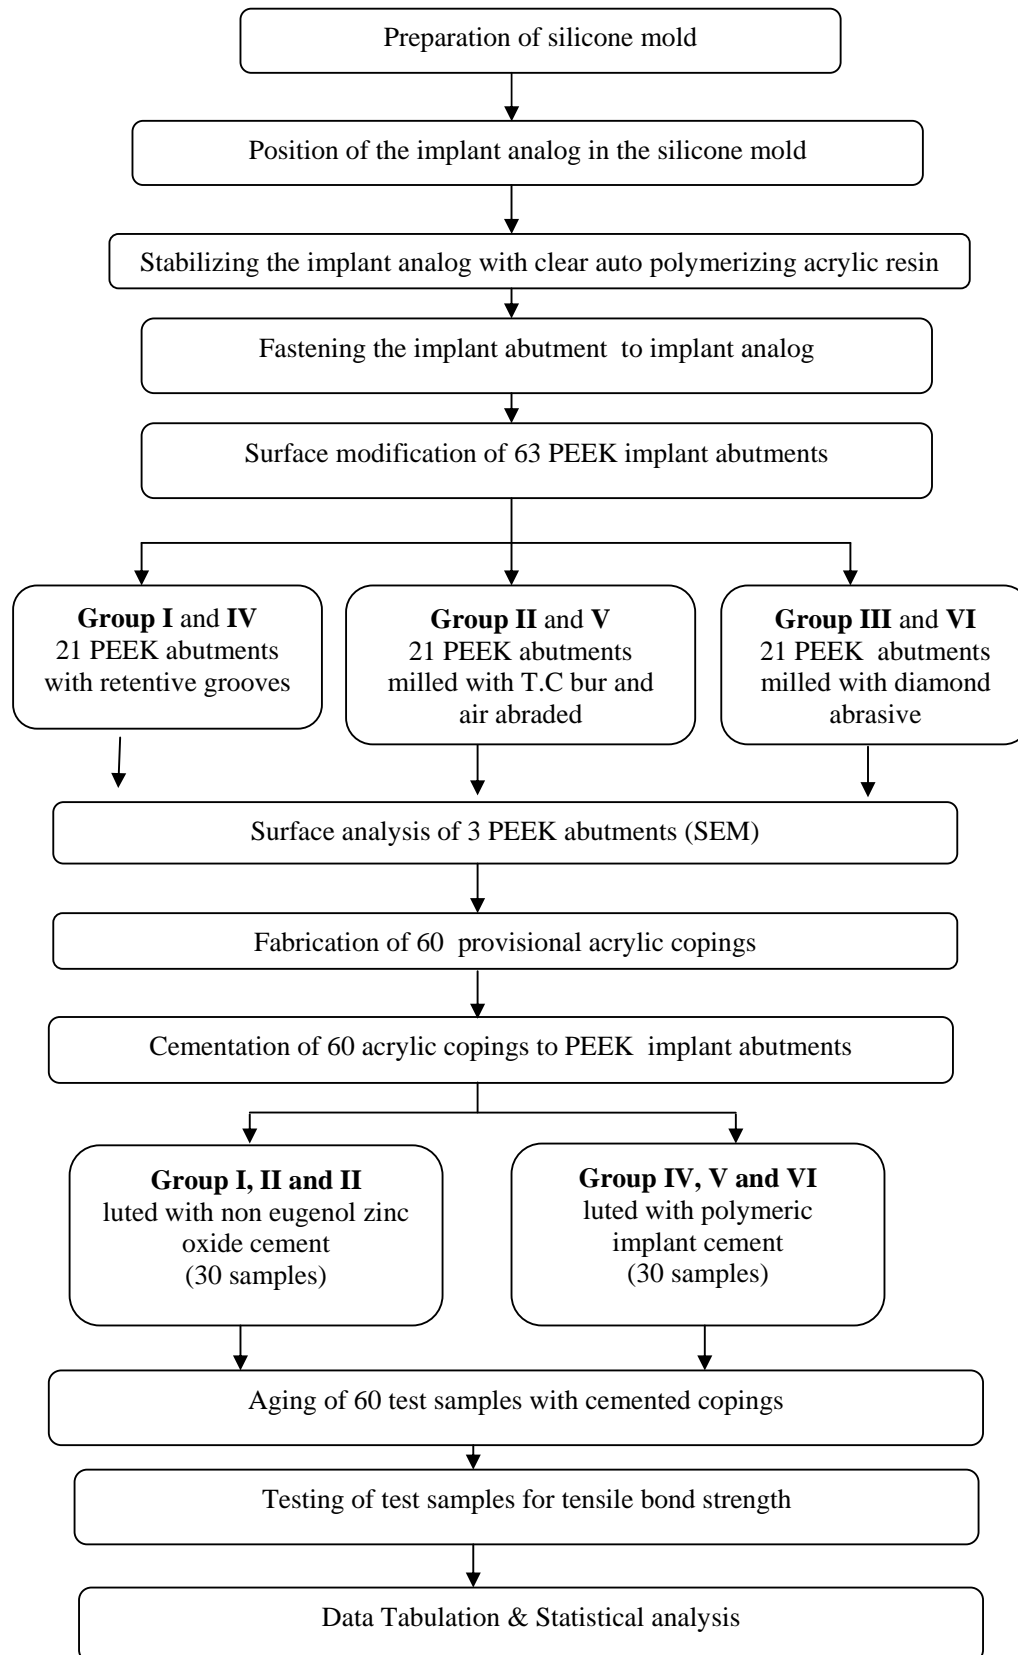 Preparation of silicone mold
Position of the implant analog in the silicone mold
Stabilizing the implant analog with clear auto polymerizing acrylic resin
Fastening the implant abutment to implant analog
Surface modification of 63 PEEK implant abutments
Group I and IV
21 PEEK abutments
with retentive grooves
Group II and V
21 PEEK abutments
milled with T.C bur and
air abraded
Group III and VI
21 PEEK abutments
milled with diamond
abrasive
Surface analysis of 3 PEEK abutments (SEM)
Fabrication of 60 provisional acrylic copings
Cementation of 60 acrylic copings to PEEK implant abutments
Group I, II and II
luted with non eugenol zinc
oxide cement
(30 samples)
Group IV, V and VI
luted with polymeric
implant cement
(30 samples)
Aging of 60 test samples with cemented copings
Testing of test samples for tensile bond strength
Data Tabulation & Statistical analysis